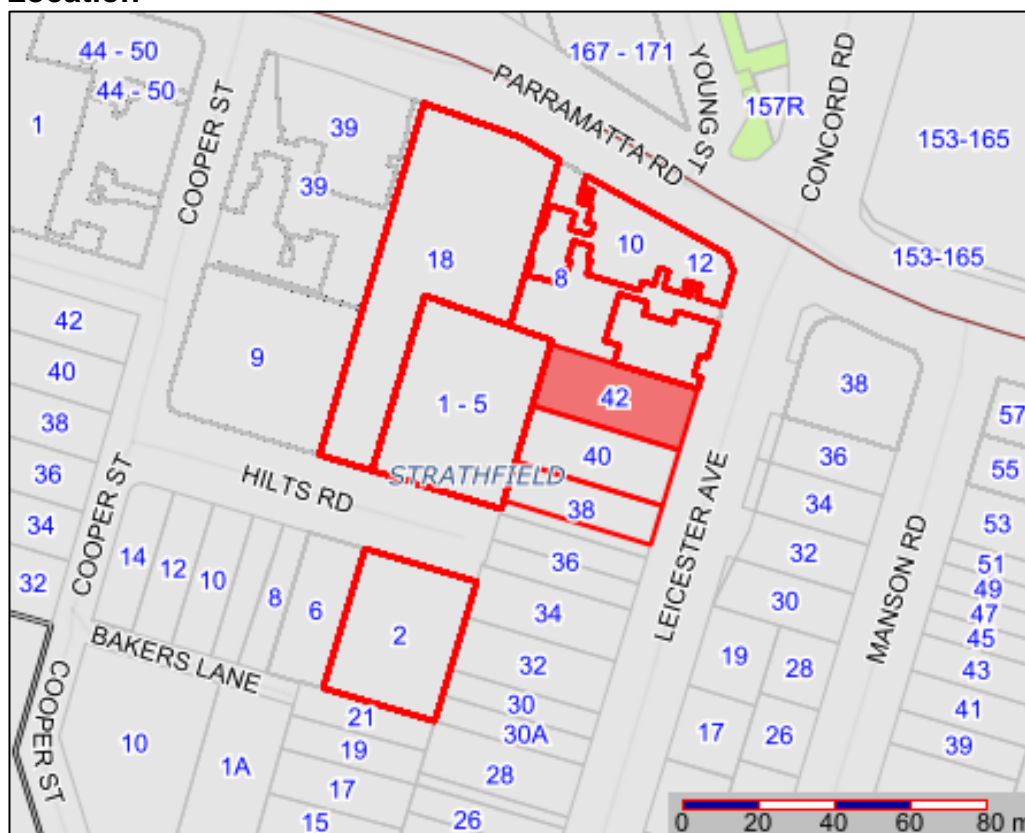 44 - 50
44 - 50
1
COOPER ST
39
39
PARRAMATTA RD
167 - 171
YOUNG ST
157R
CONCORD RD
153-165
153-165
18
10
12
8
42
40
38
36
34
32
9
1 - 5
42
40
38
STRATHFIELD
HILTS RD
COOPER ST
LEICESTER AVE
38
36
34
32
30
MANSON RD
57
55
53
51
49
47
45
43
41
39
14
12
10
8
6
2
36
34
32
30
30A
28
26
19
28
17
26
BAKERS LANE
COOPER ST
10
1A
21
19
17
15
0 20 40 60 80 m